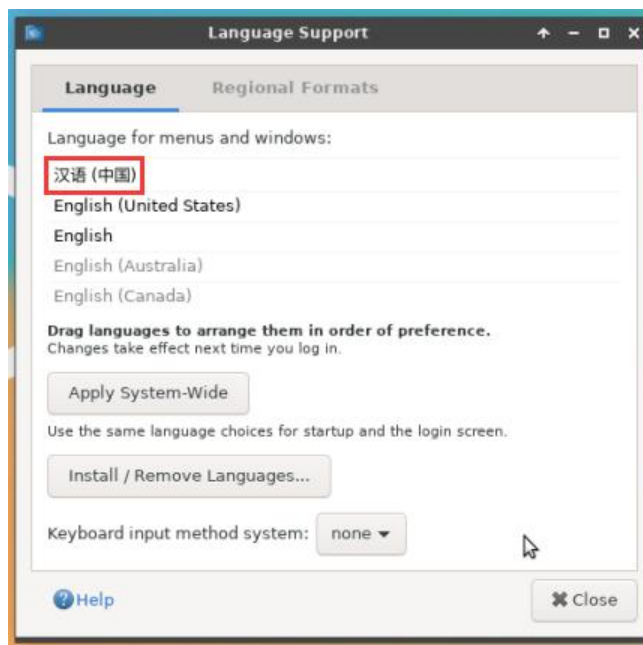 Language Support
Language Regional Formats
Language for menus and windows:
汉语 (中国)
English (United States)
English
English (Australia)
English (Canada)
Drag languages to arrange them in order of preference.
Changes take effect next time you log in.
Apply System-Wide
Use the same language choices for startup and the login screen.
Install / Remove Languages...
Keyboard input method system: none
Help Close